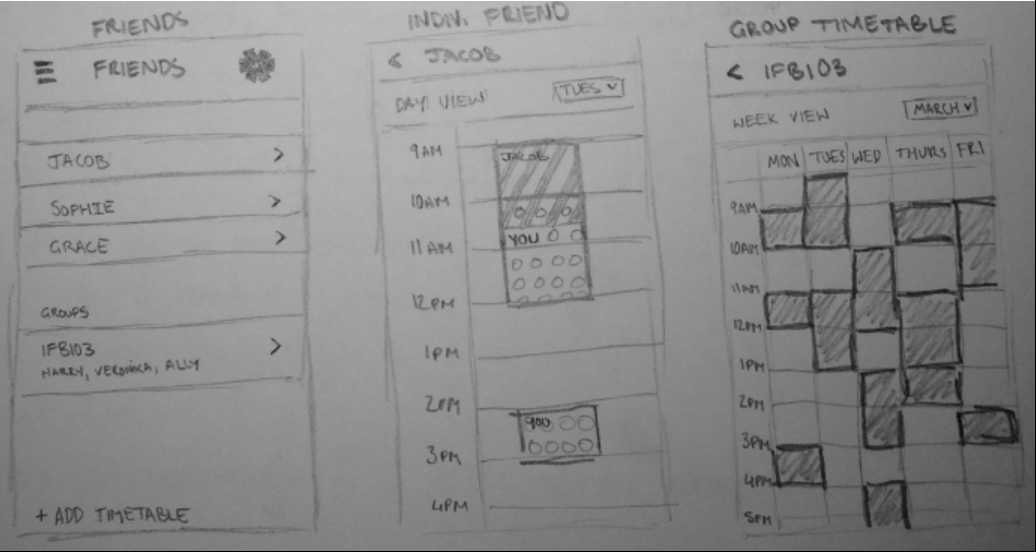 FRIENDS
FRIENDS
JACOB
SOPHIE
GRACE
GROUPS
IFB103
HARRY, VERONICA, ALLY
+ ADD TIMETABLE
INDIV. FRIEND
< JACOB
DAY VIEW TUES
9AM JACOB
10AM
11AM YOU
12PM
1PM
2PM YOU
3PM
4PM
GROUP TIMETABLE
< IFB103
WEEK VIEW MARCH
MON TUES WED THURS FRI
9AM
10AM
11AM
12PM
1PM
2PM
3PM
4PM
5PM